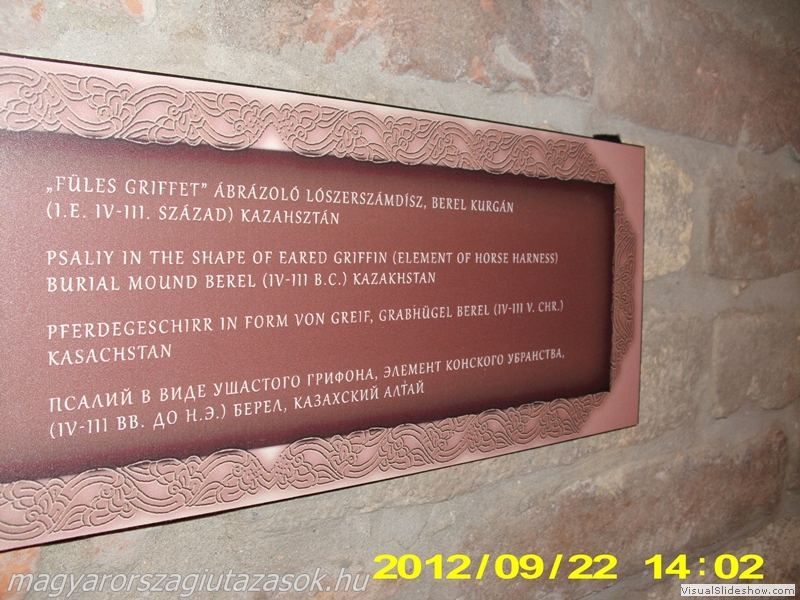 „FÜLES GRIFFET” ÁBRÁZOLÓ LÓSZERSZÁMDÍSZ, BEREL KURGÁN
(I.E. IV-III. SZÁZAD) KAZAHSZTÁN
PSALIY IN THE SHAPE OF EARED GRIFFIN (ELEMENT OF HORSE HARNESS)
BURIAL MOUND BEREL (IV-III B.C.) KAZAKHSTAN
PFERDEGESCHIRR IN FORM VON GREIF, GRABHÜGEL BEREL (IV-III V. CHR.)
KASACHSTAN
ПСАЛИЙ В ВИДЕ УШАСТОГО ГРИФОНА, ЭЛЕМЕНТ КОНСКОГО УБРАНСТВА,
(IV-III ВВ. ДО Н.Э.) БЕРЕЛ, КАЗАХСКИЙ АЛТАЙ
magyarorszagiutazasok.hu
2012/09/22 14:02
VisualSlideshow.com